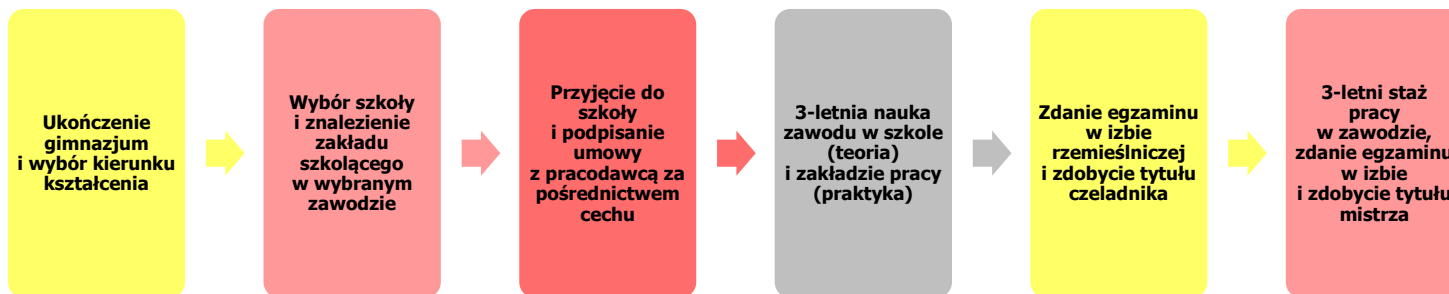 Ukończenie
gimnazjum
i wybór kierunku
kształcenia
Wybór szkoły
i znalezienie
zakładu
szkolącego
w wybranym
zawodzie
Przyjęcie do
szkoły
i podpisanie
umowy
z pracodawcą za
pośrednictwem
cechu
3-letnia nauka
zawodu w szkole
(teoria)
i zakładzie pracy
(praktyka)
Zdanie egzaminu
w izbie
rzemieślniczej
i zdobycie tytułu
czeladnika
3-letni staż
pracy
w zawodzie,
zdanie egzaminu
w izbie
i zdobycie tytułu
mistrza